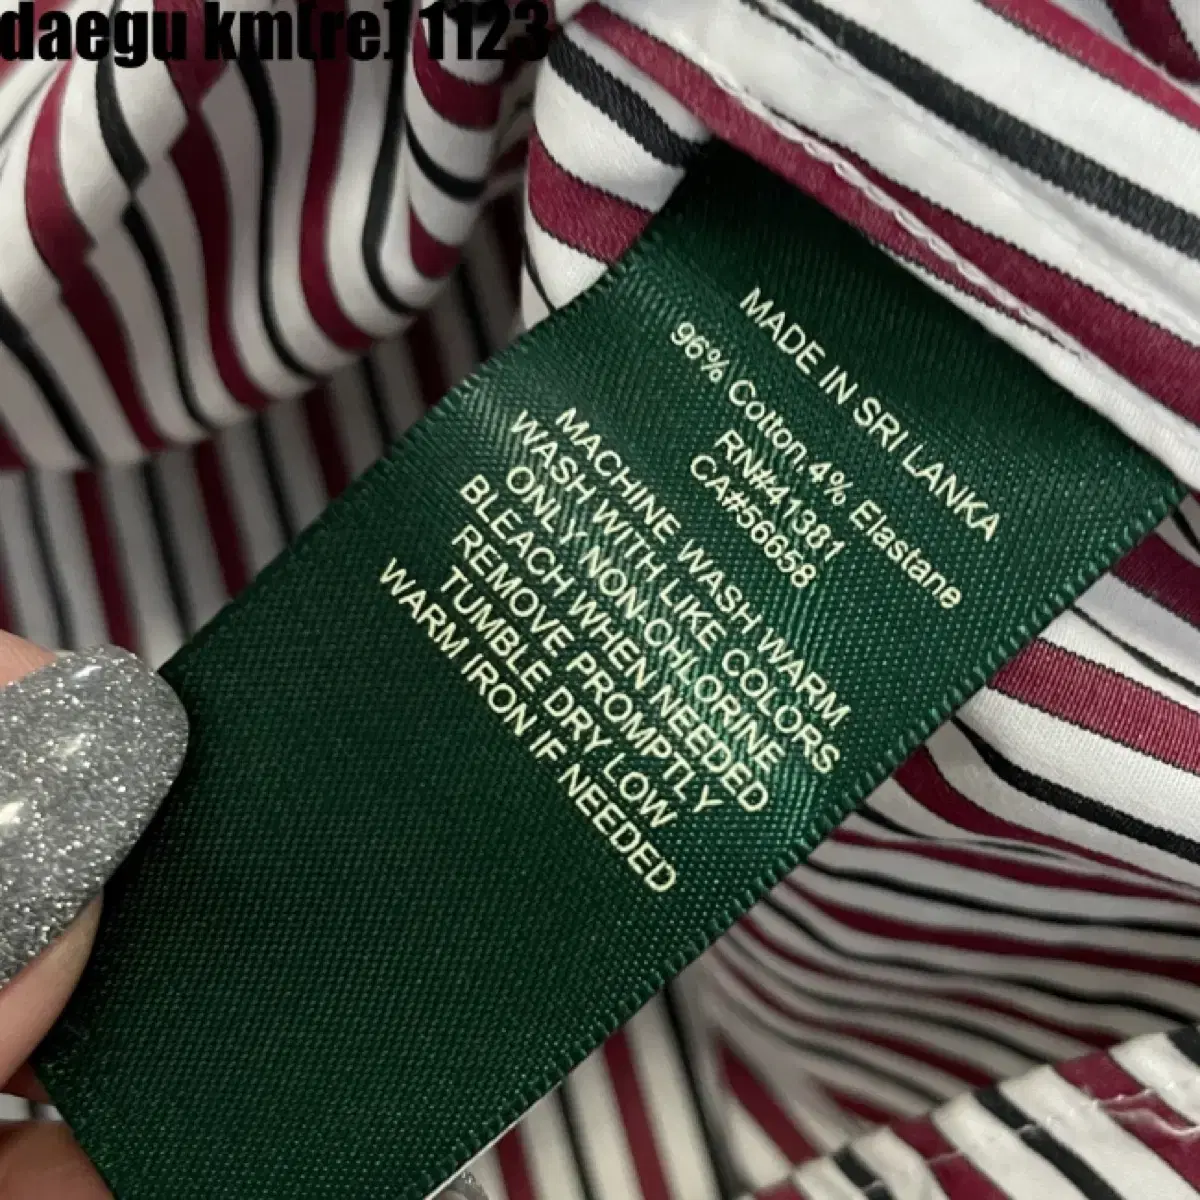 daegu km(re) 1123
MADE IN SRI LANKA
96% Cotton,4% Elastane
RN#41381
CA#56658
MACHINE WASH WARM
WASH WITH LIKE COLORS
ONLY NON-CHLORINE
BLEACH WHEN NEEDED
REMOVE PROMPTLY
TUMBLE DRY LOW
WARM IRON IF NEEDED